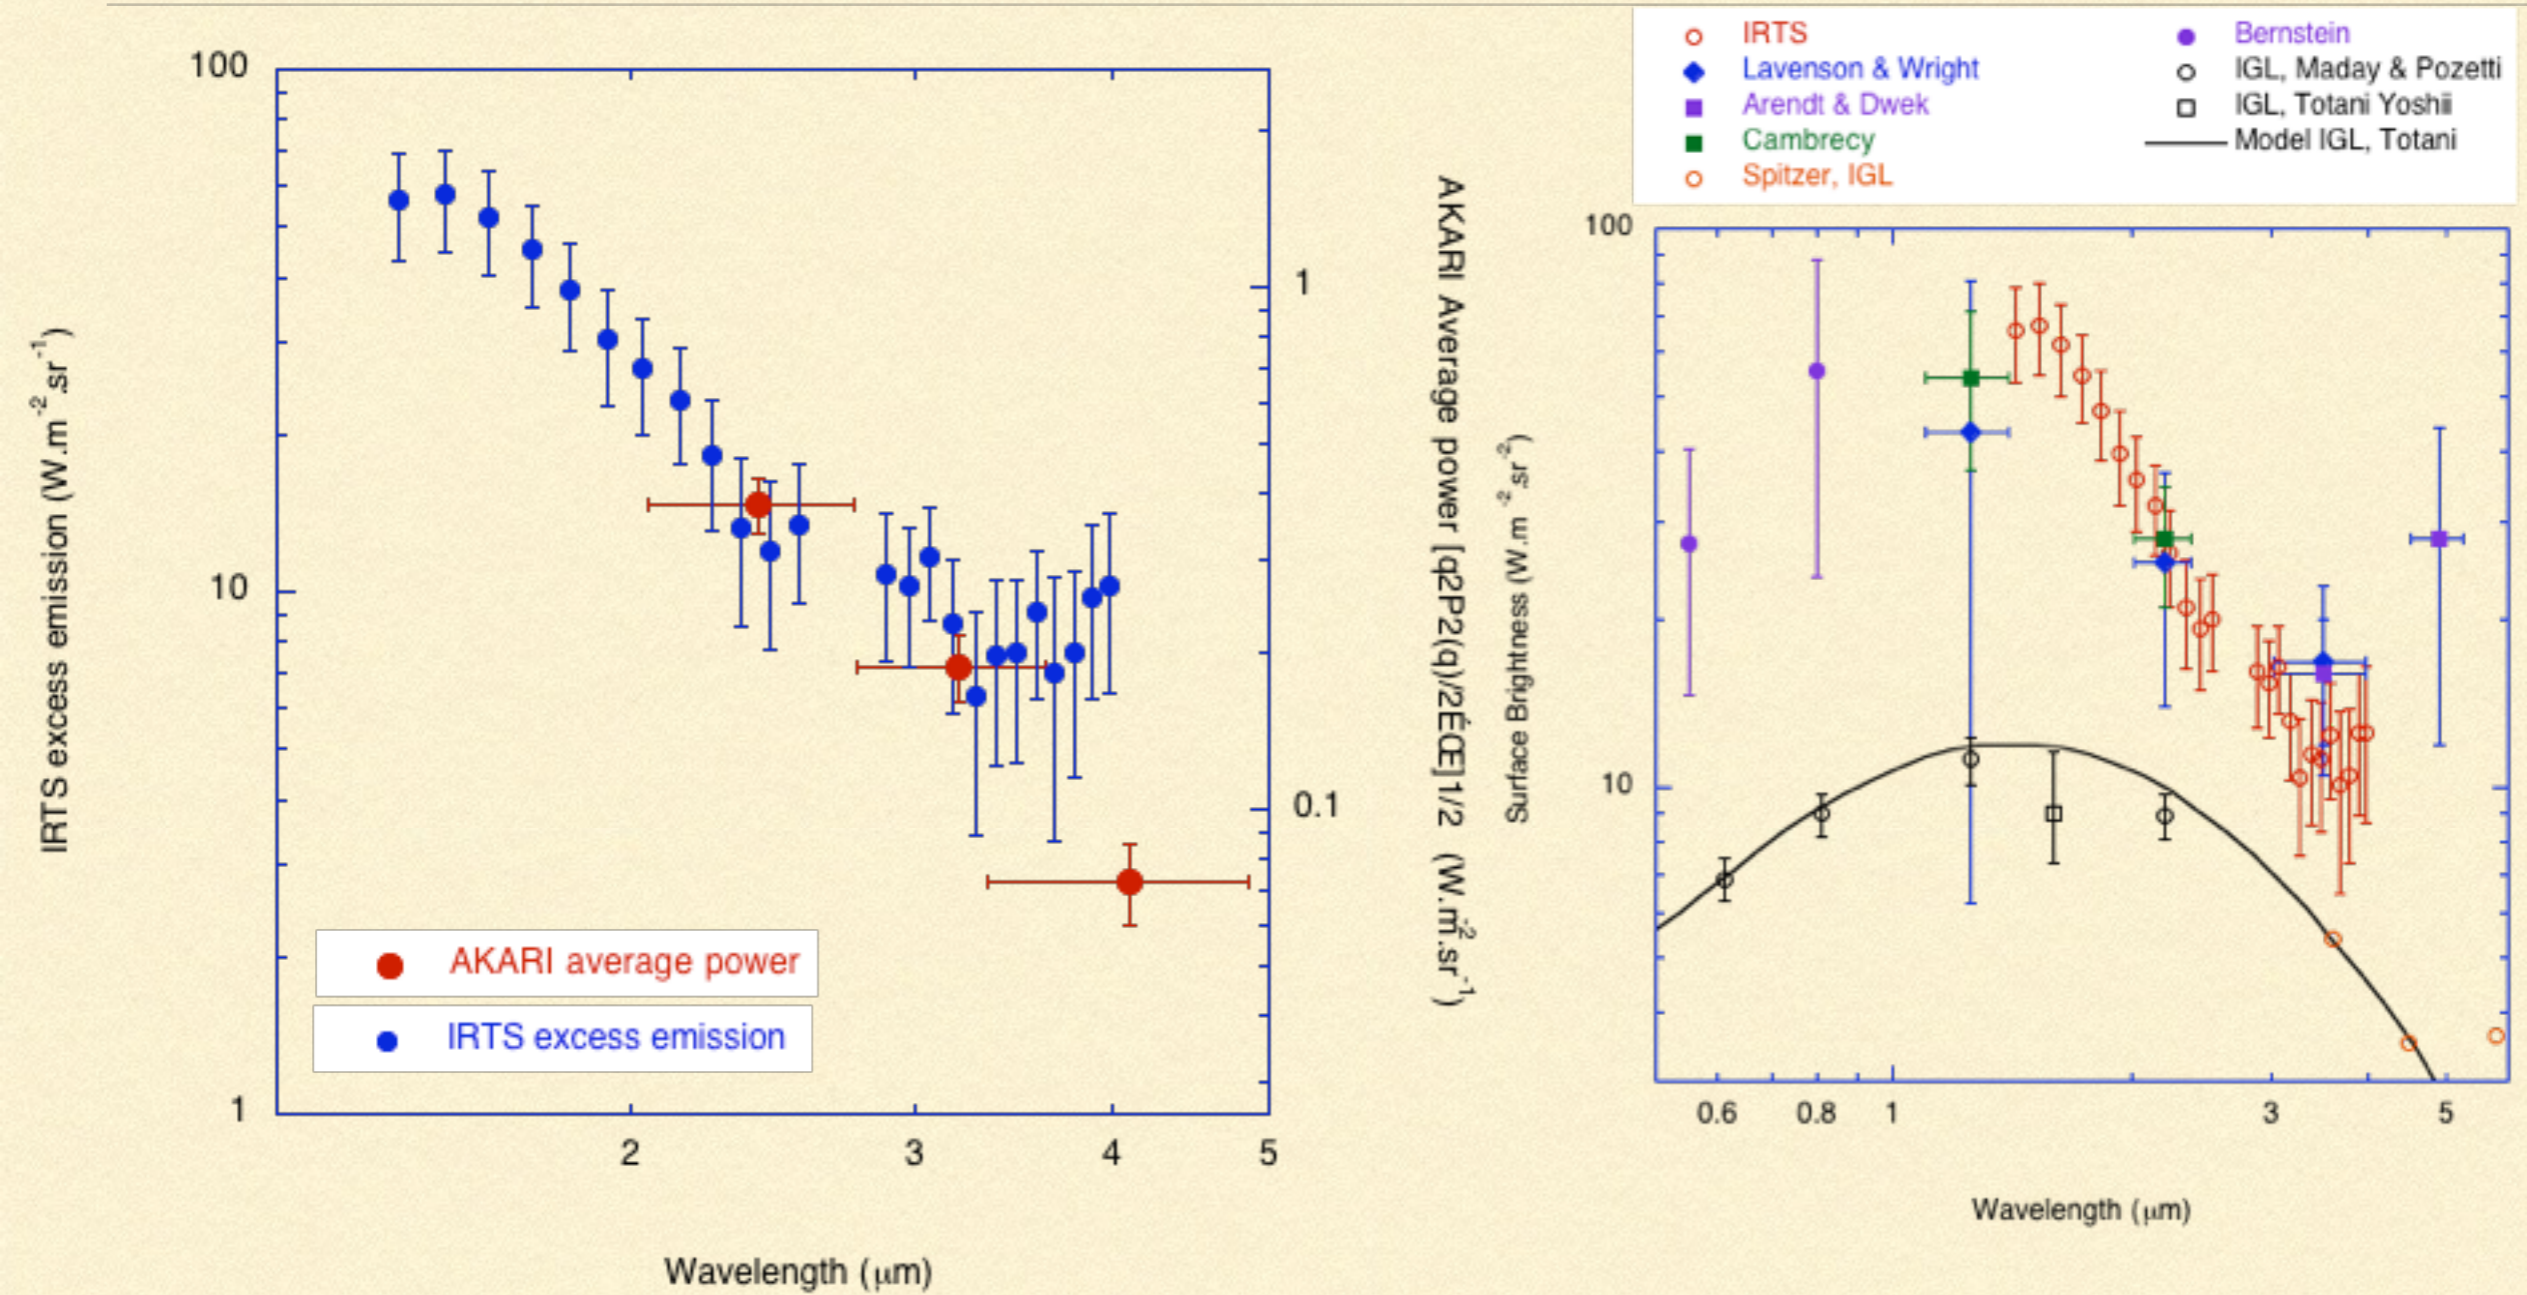 100
10
1
IRTS excess emission (W.m-2.sr-1)
2 3 4 5
Wavelength (μm)
1
0.1
AKARI Average power [q2P2(q)/2ÉŒ]1/2 (W.m-2.sr-1)
AKARI average power
IRTS excess emission
IRTS
Lavenson & Wright
Arendt & Dwek
Cambrecy
Spitzer, IGL
Bernstein
IGL, Maday & Pozetti
IGL, Totani Yoshii
Model IGL, Totani
100
10
Surface Brightness (W.m-2.sr-2)
0.6 0.8 1 3 5
Wavelength (μm)